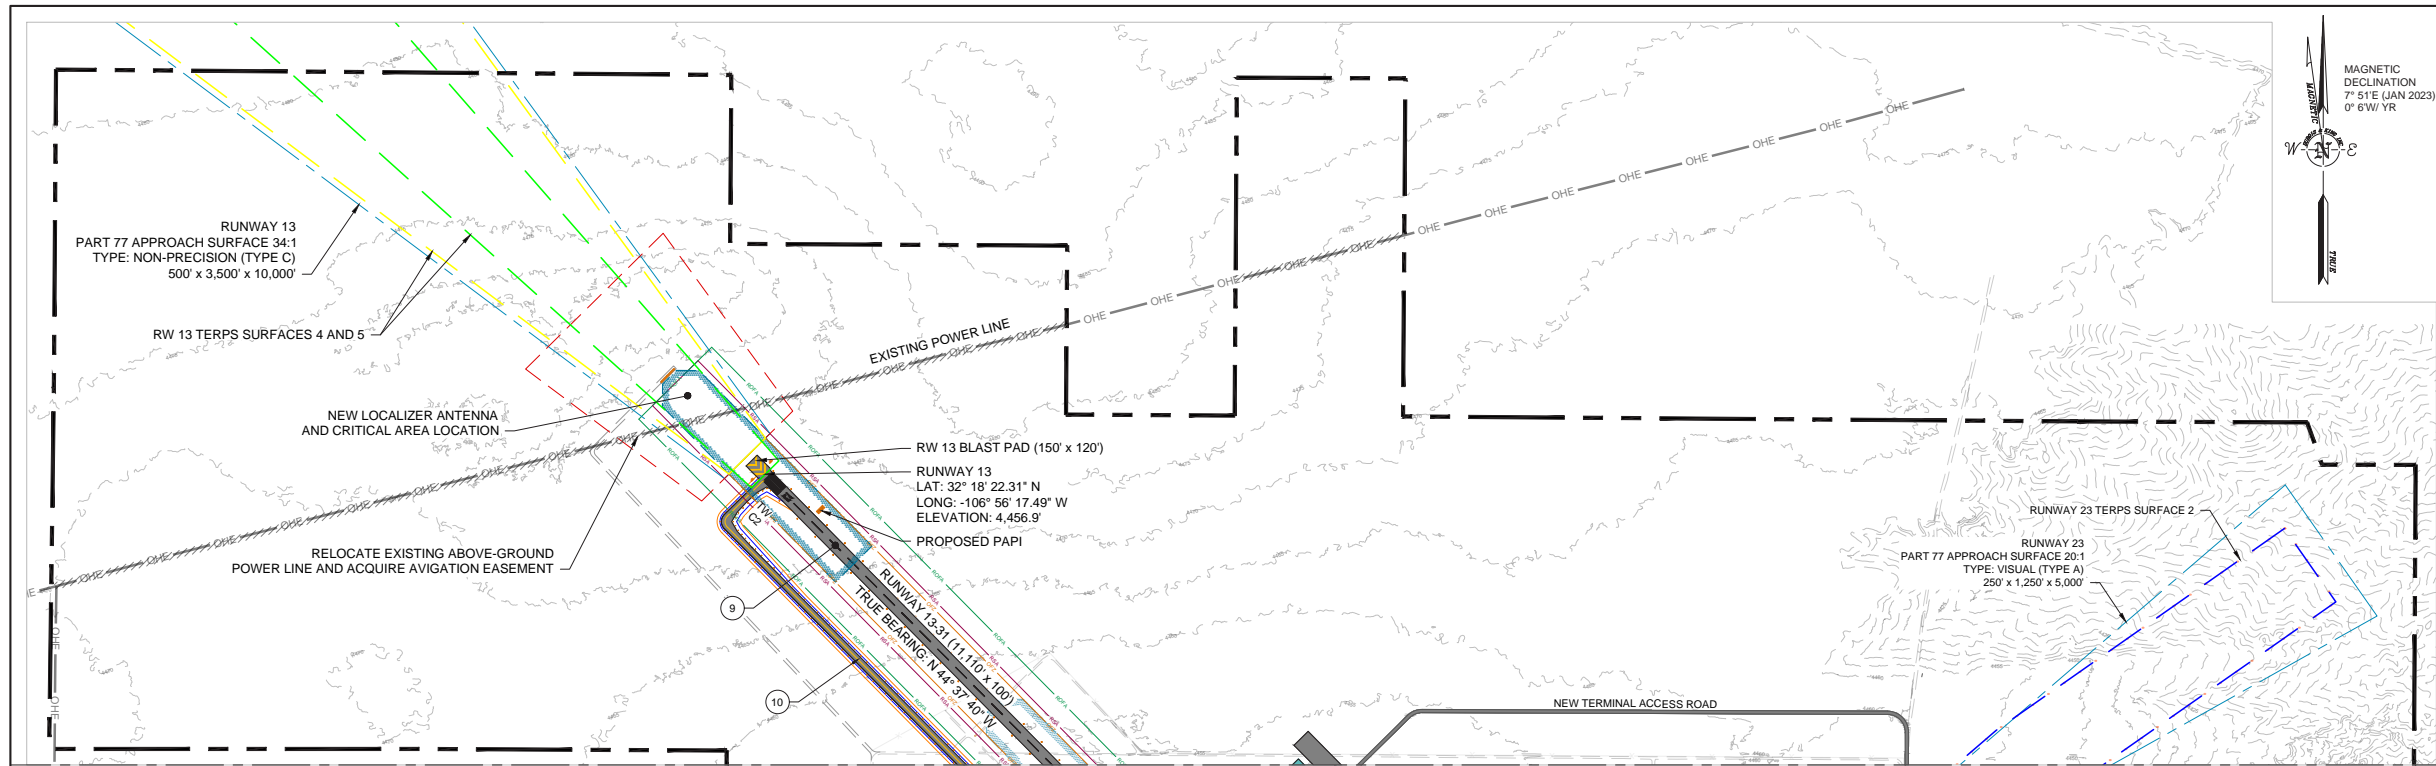 MAGNETIC
DECLINATION
7° 51'E (JAN 2023)
0° 6'W/ YR
MAGNETIC
TRUE
W
N
E
RUNWAY 13
PART 77 APPROACH SURFACE 34:1
TYPE: NON-PRECISION (TYPE C)
500' x 3,500' x 10,000'
RW 13 TERPS SURFACES 4 AND 5
EXISTING POWER LINE
OHE
NEW LOCALIZER ANTENNA
AND CRITICAL AREA LOCATION
RELOCATE EXISTING ABOVE-GROUND
POWER LINE AND ACQUIRE AVIGATION EASEMENT
RW 13 BLAST PAD (150' x 120')
RUNWAY 13
LAT: 32° 18' 22.31" N
LONG: -106° 56' 17.49" W
ELEVATION: 4,456.9'
PROPOSED PAPI
TW
C2
9
10
RUNWAY 13-31 (11,110' x 100')
TRUE BEARING: N 44° 37' 40" W
ROFA
RSA
OFZ
RUNWAY 23 TERPS SURFACE 2
RUNWAY 23
PART 77 APPROACH SURFACE 20:1
TYPE: VISUAL (TYPE A)
250' x 1,250' x 5,000'
NEW TERMINAL ACCESS ROAD